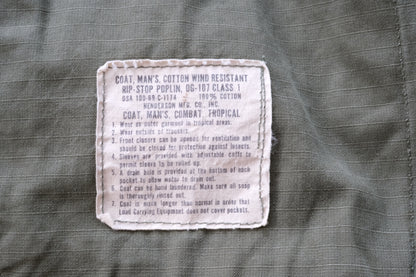 COAT, MAN'S, COTTON WIND RESISTANT
RIP-STOP POPLIN, OG-107 CLASS 1
DSA 100-69-C-1174 - 100% COTTON
HENDERSON MFG. CO., INC.
COAT, MAN'S, COMBAT, TROPICAL
1. Wear as outer garment in tropical areas.
2. Wear outside of trousers.
3. Front closure can be opened for ventilation and
should be closed for protection against insects.
4. Sleeves are provided with adjustable cuffs to
permit sleeve to be rolled up.
5. A drain hole is provided at the bottom of each
pocket to allow water to drain out.
6. Coat can be hand laundered. Make sure all soap
is thoroughly rinsed out.
7. Coat is made longer than normal in order that
Load Carrying Equipment does not cover pockets.